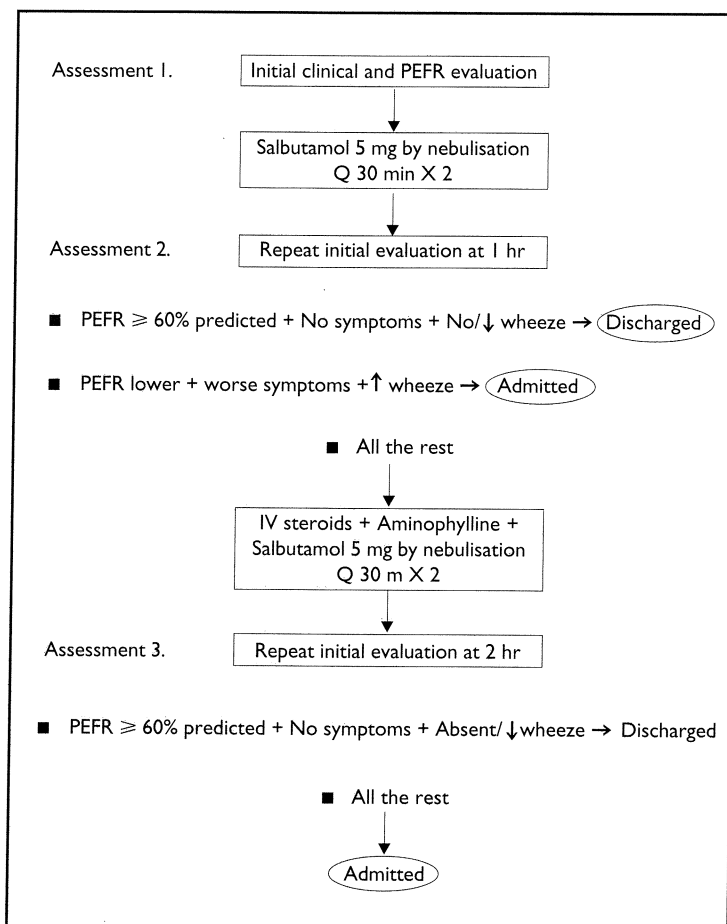 Assessment 1.
Initial clinical and PEFR evaluation
Salbutamol 5 mg by nebulisation
Q 30 min X 2
Assessment 2.
Repeat initial evaluation at 1 hr
■ PEFR ⩾ 60% predicted + No symptoms + No/↓ wheeze → Discharged
■ PEFR lower + worse symptoms +↑ wheeze → Admitted
■ All the rest
IV steroids + Aminophylline +
Salbutamol 5 mg by nebulisation
Q 30 m X 2
Assessment 3.
Repeat initial evaluation at 2 hr
■ PEFR ⩾ 60% predicted + No symptoms + Absent/↓wheeze → Discharged
■ All the rest
Admitted